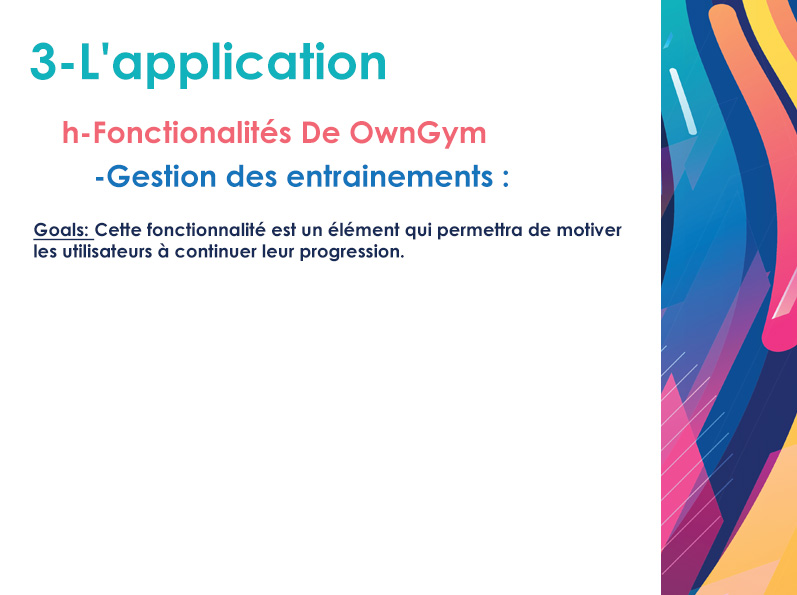 3-L'application
h-Fonctionalités De OwnGym
-Gestion des entrainements :
Goals: Cette fonctionnalité est un élément qui permettra de motiver
les utilisateurs à continuer leur progression.